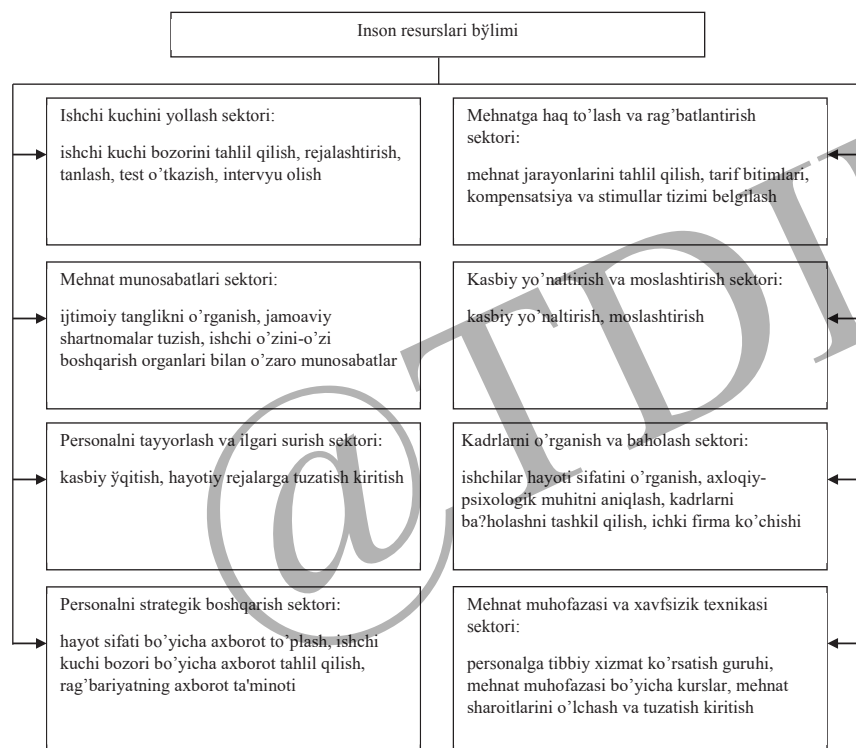 Inson resurslari bўlimi
Ishchi kuchini yollash sektori:
ishchi kuchi bozorini tahlil qilish, rejalashtirish,
tanlash, test o’tkazish, intervyu olish
Mehnatga haq to’lash va rag’batlantirish
sektori:
mehnat jarayonlarini tahlil qilish, tarif bitimlari,
kompensatsiya va stimullar tizimi belgilash
Mehnat munosabatlari sektori:
ijtimoiy tanglikni o’rganish, jamoaviy
shartnomalar tuzish, ishchi o’zini-o’zi
boshqarish organlari bilan o’zaro munosabatlar
Kasbiy yo’naltirish va moslashtirish sektori:
kasbiy yo’naltirish, moslashtirish
Personalni tayyorlash va ilgari surish sektori:
kasbiy ўqitish, hayotiy rejalarga tuzatish kiritish
Kadrlarni o’rganish va baholash sektori:
ishchilar hayoti sifatini o’rganish, axloqiy-
psixologik muhitni aniqlash, kadrlarni
ba?holashni tashkil qilish, ichki firma ko’chishi
Personalni strategik boshqarish sektori:
hayot sifati bo’yicha axborot to’plash, ishchi
kuchi bozori bo’yicha axborot tahlil qilish,
rag’bariyatning axborot ta'minoti
Mehnat muhofazasi va xavfsizik texnikasi
sektori:
personalga tibbiy xizmat ko’rsatish guruhi,
mehnat muhofazasi bo’yicha kurslar, mehnat
sharoitlarini o’lchash va tuzatish kiritish